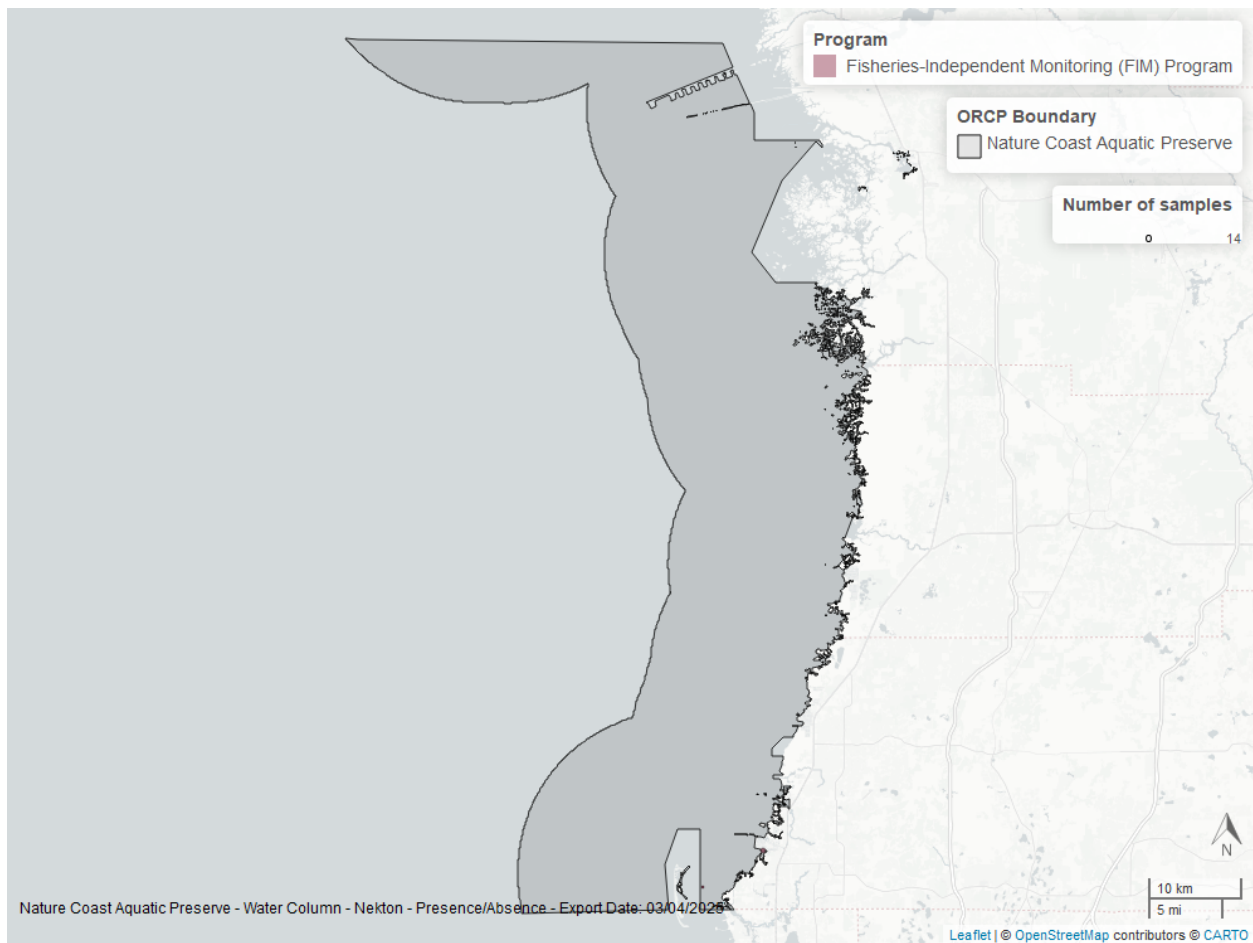 Program
Fisheries-Independent Monitoring (FIM) Program
ORCP Boundary
Nature Coast Aquatic Preserve
Number of samples
14
N
10 km
5 mi
Nature Coast Aquatic Preserve - Water Column - Nekton - Presence/Absence - Export Date: 03/04/2025
Leaflet | © OpenStreetMap contributors © CARTO